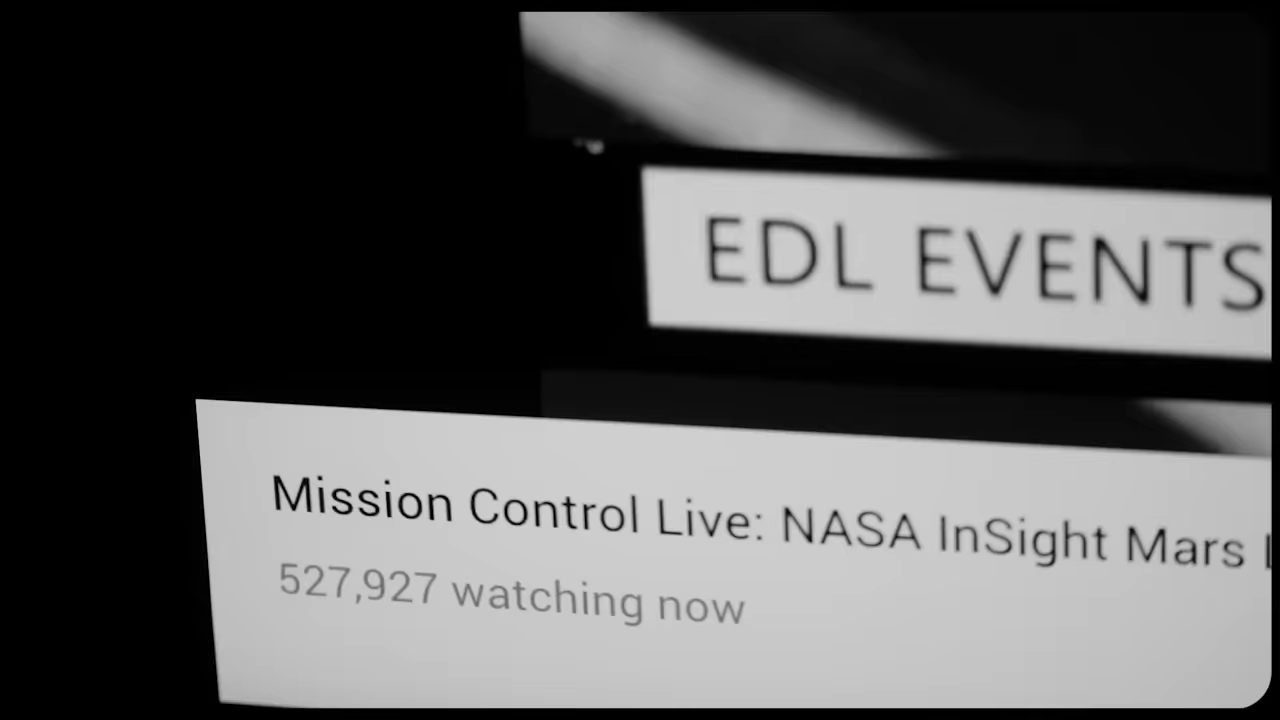 EDL EVENTS
Mission Control Live: NASA InSight Mars
527,927 watching now